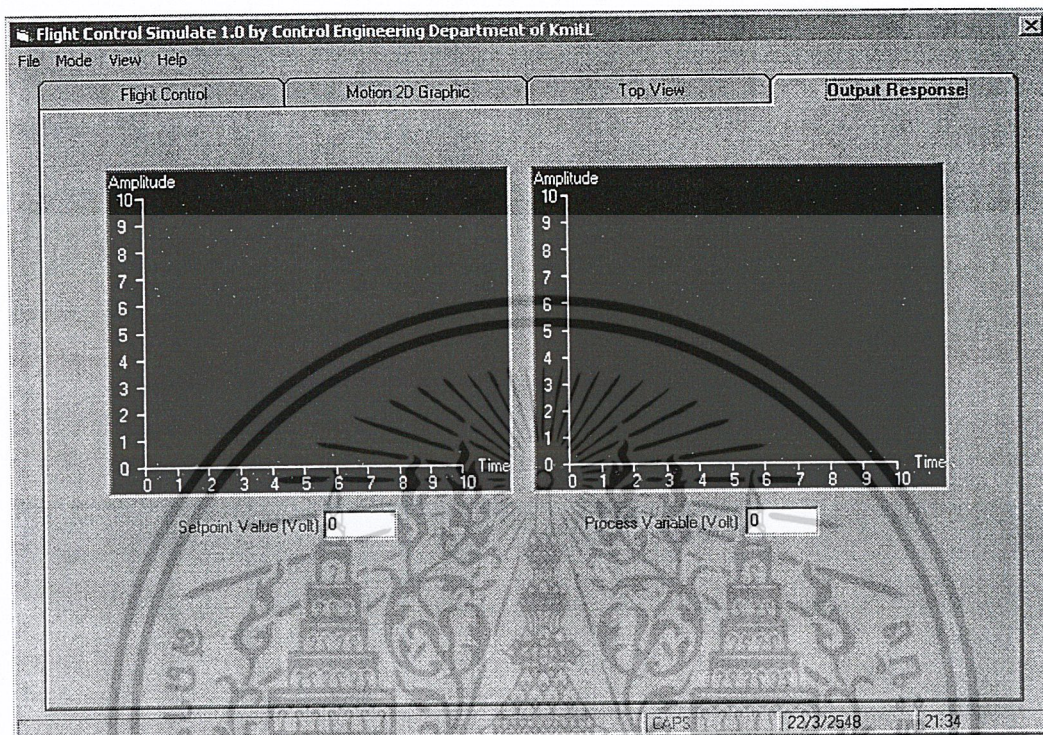 Flight Control Simulate 1.0 by Control Engineering Department of KmitL
File Mode View Help
Flight Control Motion 2D Graphic Top View Output Response
Amplitude
10
9
8
7
6
5
4
3
2
1
0
0 1 2 3 4 5 6 7 8 9 10
Time
Setpoint Value (Volt) 0
Amplitude
10
9
8
7
6
5
4
3
2
1
0
0 1 2 3 4 5 6 7 8 9 10
Time
Process Variable (Volt) 0
CAPS 22/3/2548 21:34